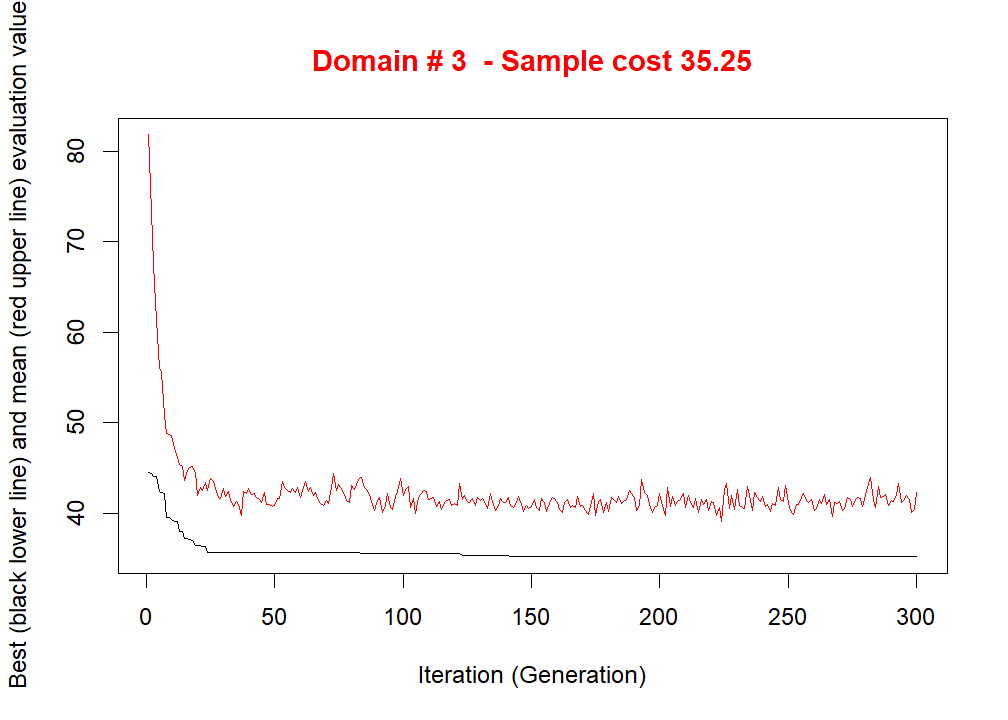 Domain # 3  - Sample cost 35.25
Best (black lower line) and mean (red upper line) evaluation value
80
70
60
50
40
0 50 100 150 200 250 300
Iteration (Generation)